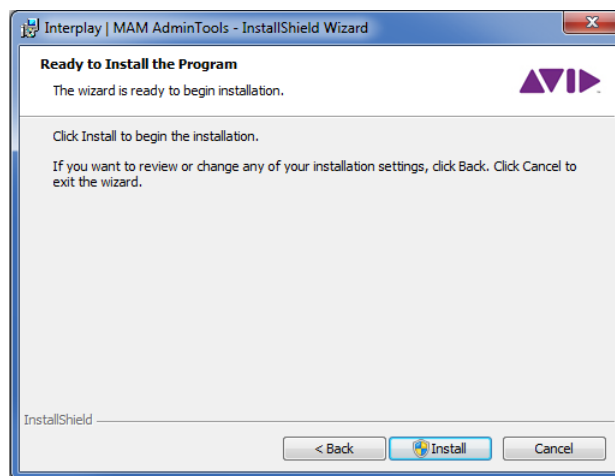 Interplay | MAM AdminTools - InstallShield Wizard
Ready to Install the Program
The wizard is ready to begin installation.
AVID
Click Install to begin the installation.
If you want to review or change any of your installation settings, click Back. Click Cancel to
exit the wizard.
InstallShield
< Back
Install
Cancel